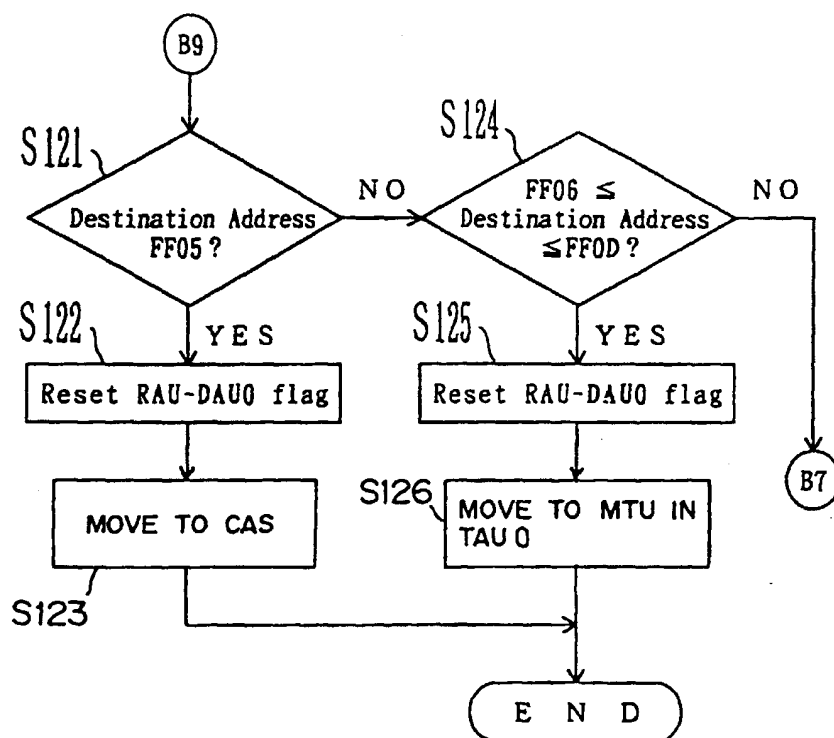 B9
S121
Destination Address
FF05?
NO
S124
FF06 ≦
Destination Address
≦FF0D?
NO
S122
YES
Reset RAU-DAU0 flag
S125
YES
Reset RAU-DAU0 flag
B7
MOVE TO CAS
S123
S126
MOVE TO MTU IN
TAU 0
E N D